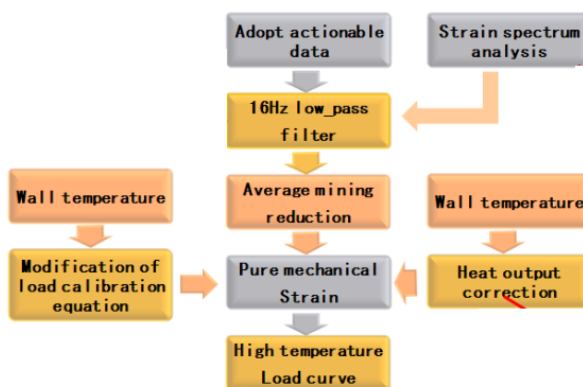 Adopt actionable
data
Strain spectrum
analysis
16Hz low_pass
filter
Wall temperature
Average mining
reduction
Wall temperature
Modification of
load calibration
equation
Pure mechanical
Strain
Heat output
correction
High temperature
Load curve